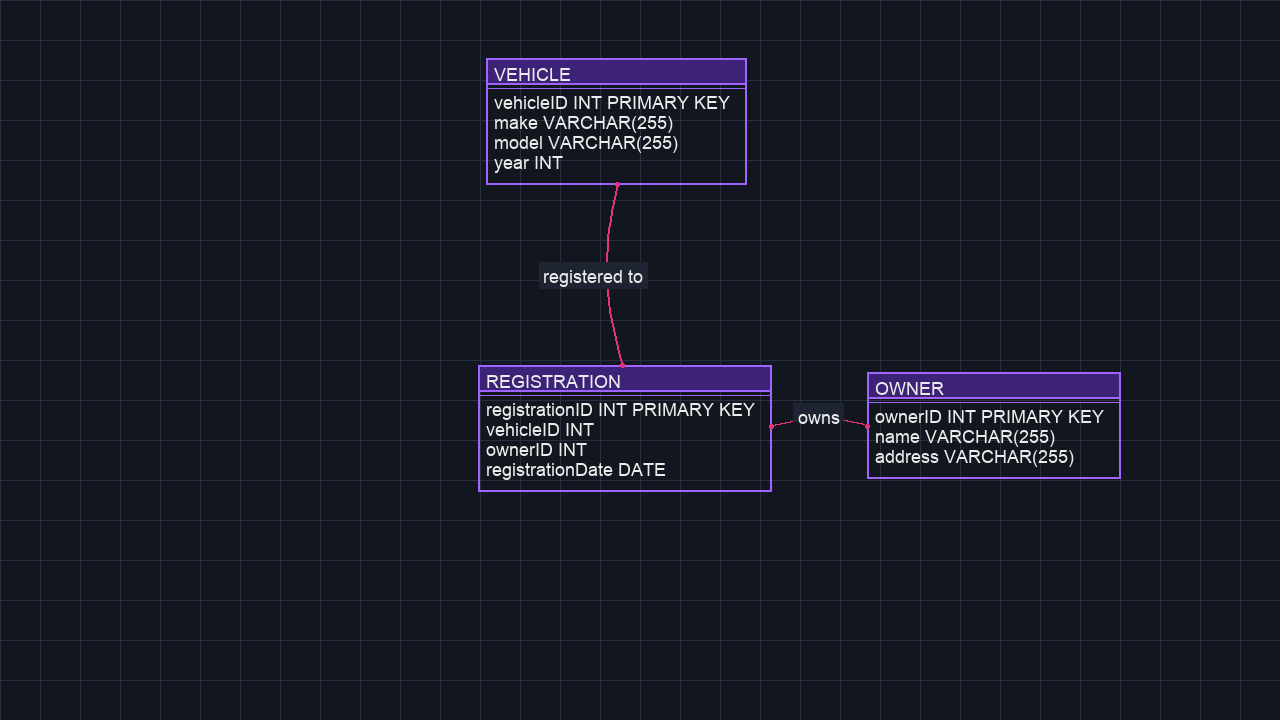 VEHICLE
vehicleID INT PRIMARY KEY
make VARCHAR(255)
model VARCHAR(255)
year INT
registered to
REGISTRATION
registrationID INT PRIMARY KEY
vehicleID INT
ownerID INT
registrationDate DATE
owns
OWNER
ownerID INT PRIMARY KEY
name VARCHAR(255)
address VARCHAR(255)